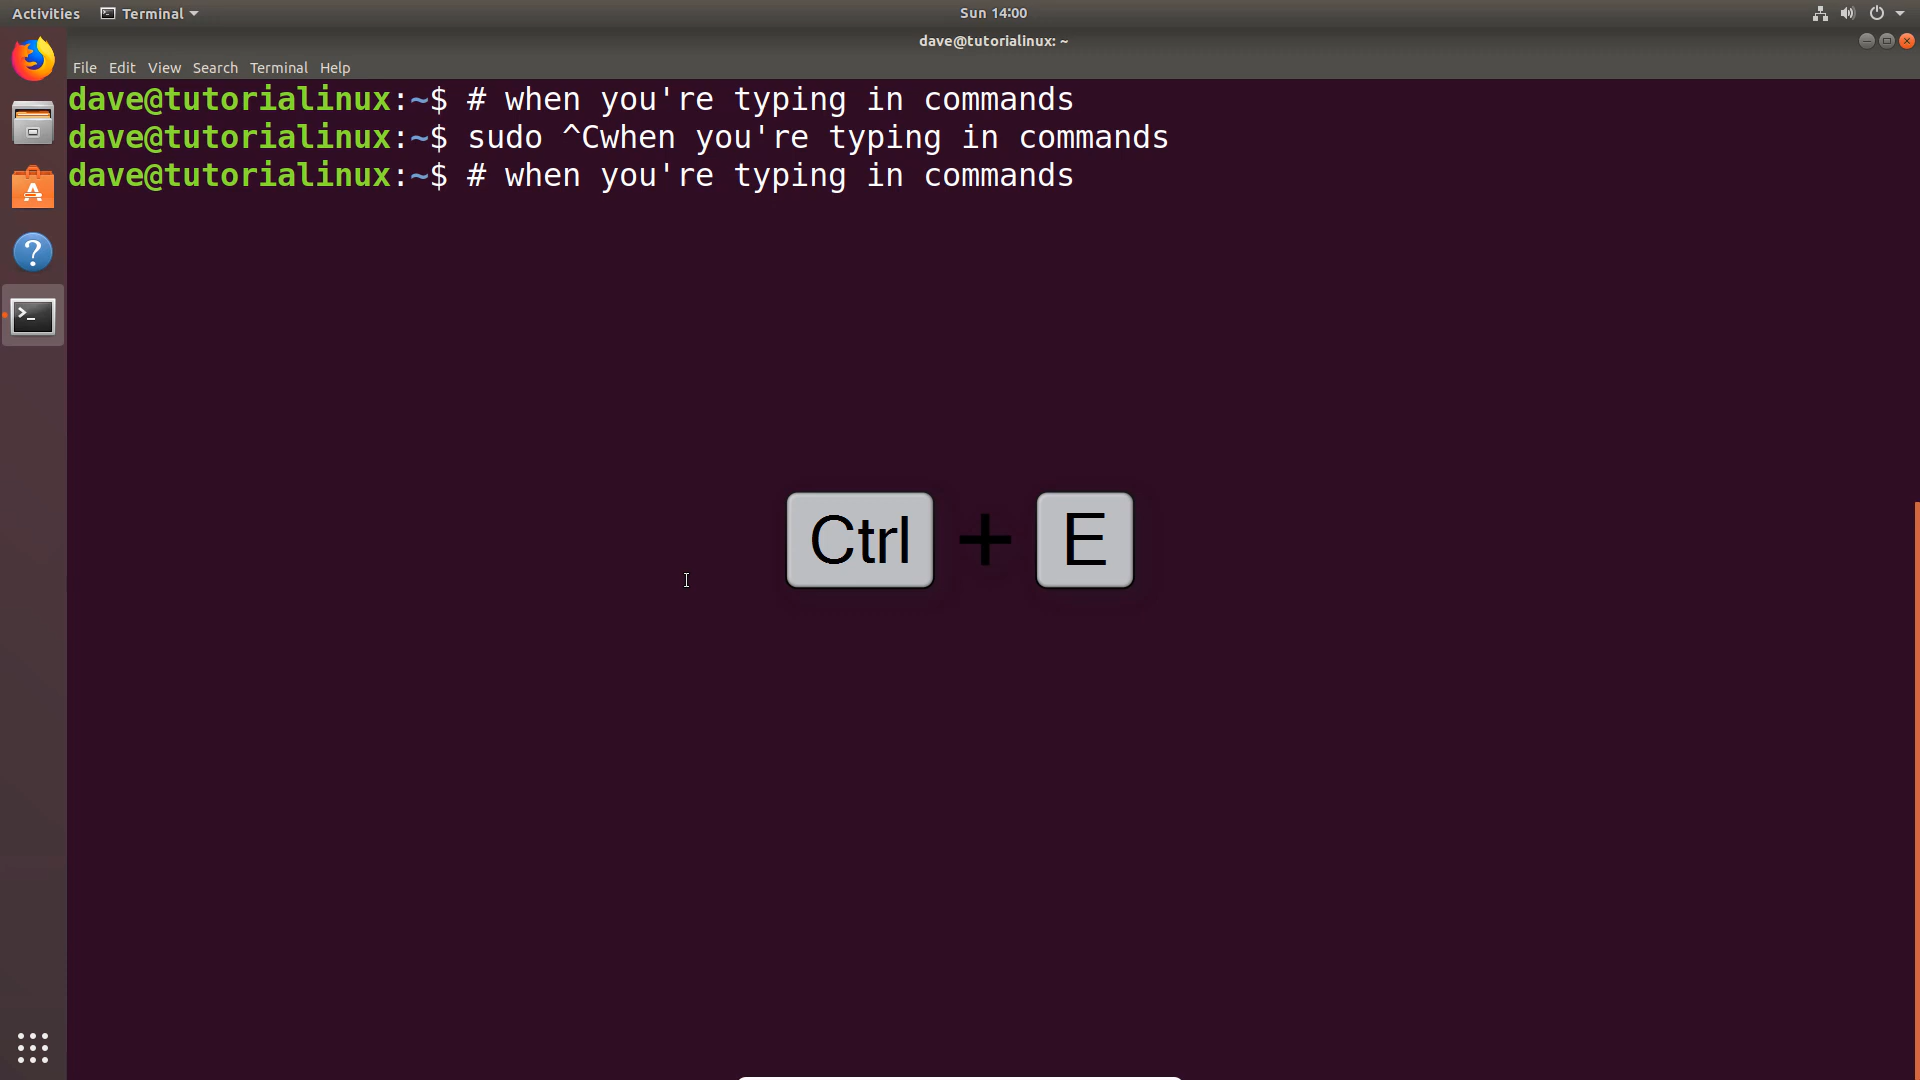 Activities Terminal Sun 14:00
dave@tutorialinux: ~
File Edit View Search Terminal Help
dave@tutorialinux:~$ # when you're typing in commands
dave@tutorialinux:~$ sudo ^Cwhen you're typing in commands
dave@tutorialinux:~$ # when you're typing in commands
Ctrl + E